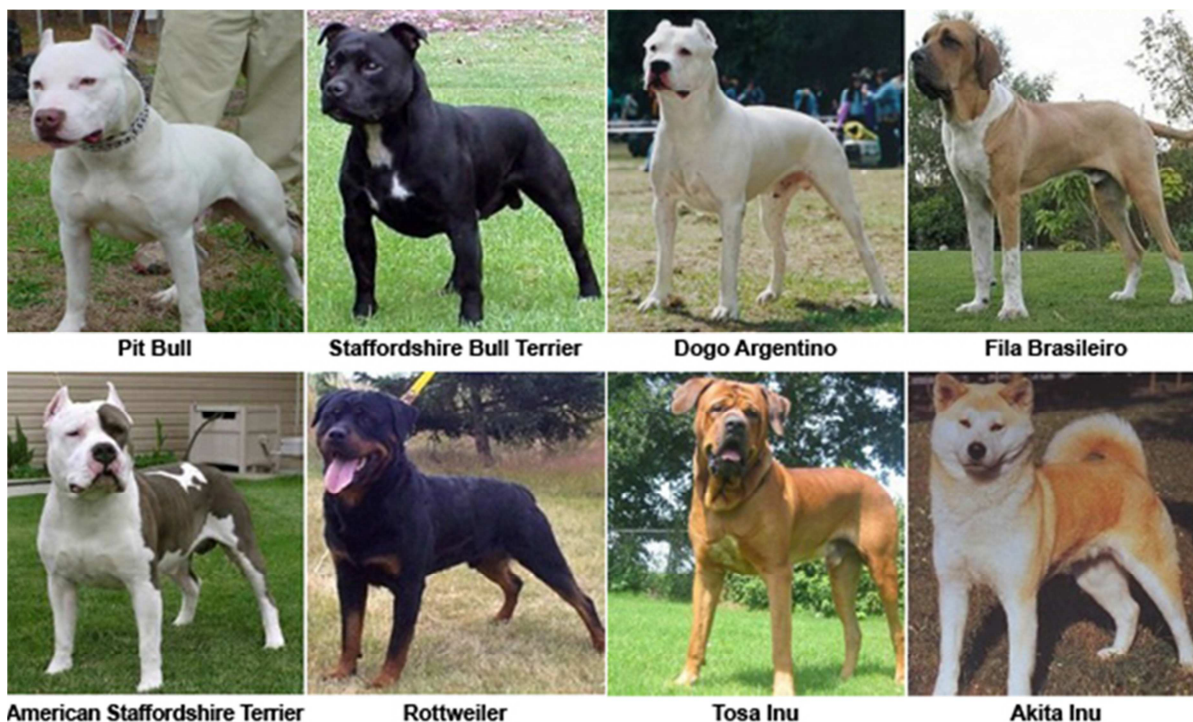 Pit Bull
Staffordshire Bull Terrier
Dogo Argentino
Fila Brasileiro
American Staffordshire Terrier
Rottweiler
Tosa Inu
Akita Inu